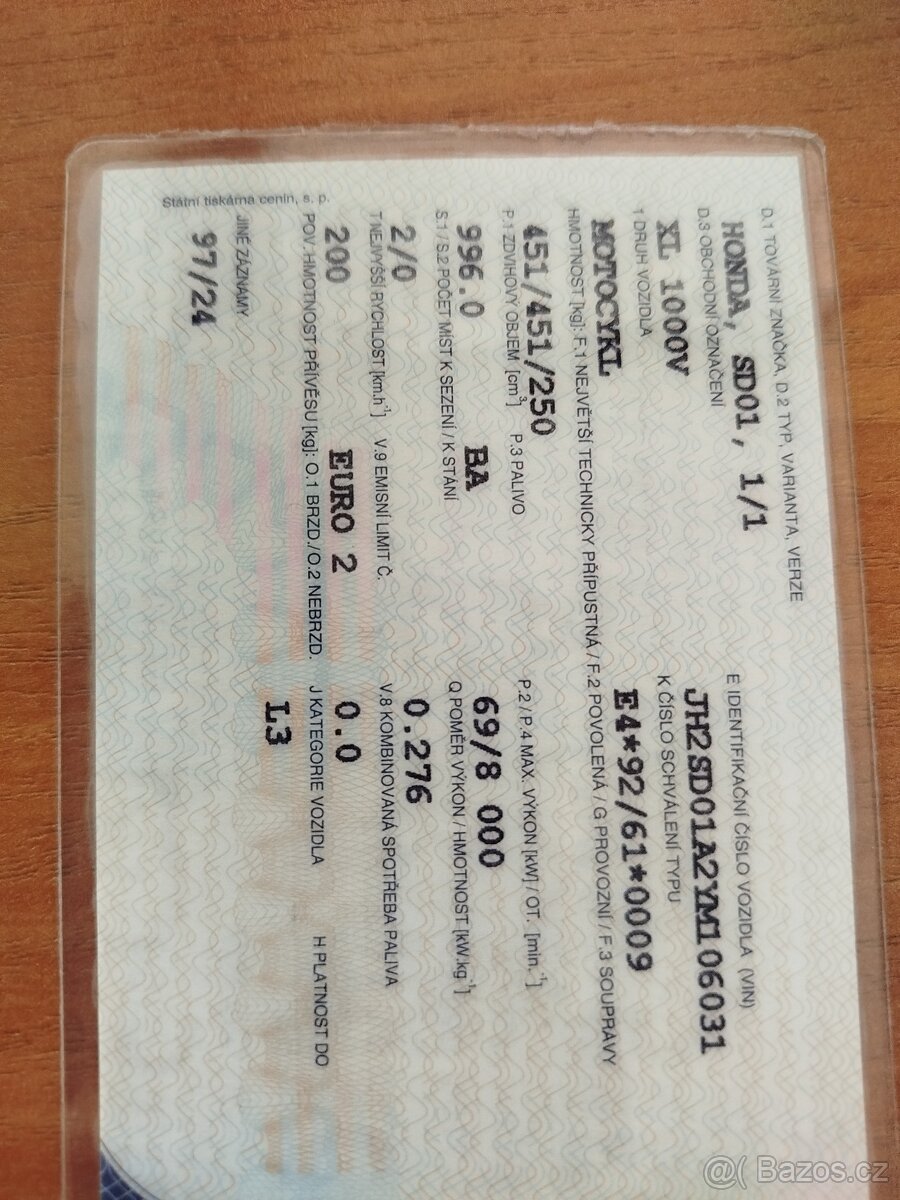 D.1 TOVÁRNÍ ZNAČKA, D.2 TYP, VARIANTA, VERZE
HONDA, SD01, 1/1
E IDENTIFIKAČNÍ ČÍSLO VOZIDLA (VIN)
D.3 OBCHODNÍ OZNAČENÍ
JH2SD01A2YM106031
XL 1000V
K ČÍSLO SCHVÁLENÍ TYPU
1 DRUH VOZIDLA
E4*92/61*0009
MOTOCYKL
HMOTNOST [kg]: F.1 NEJVĚTŠÍ TECHNICKY PŘÍPUSTNÁ / F.2 POVOLENÁ / G PROVOZNÍ / F.3 SOUPRAVY
451/451/250
P.1 ZDVIHOVÝ OBJEM [cm³] P.3 PALIVO P.2 / P.4 MAX. VÝKON [kW] / OT. [min.⁻¹]
996.0 BA 69/8 000
S.1 / S.2 POČET MÍST K SEZENÍ / K STÁNÍ Q POMĚR VÝKON / HMOTNOST [kW.kg⁻¹]
2/0 0.276
T NEJVYŠŠÍ RYCHLOST [km.h⁻¹] V.9 EMISNÍ LIMIT Č. V.8 KOMBINOVANÁ SPOTŘEBA PALIVA
200 EURO 2 0.0
POV. HMOTNOST PŘÍVĚSU [kg]: O.1 BRZD./O.2 NEBRZD. J KATEGORIE VOZIDLA H PLATNOST DO
L3
JINÉ ZÁZNAMY
97/24
Státní tiskárna cenin, s. p.
@( Bazos.cz